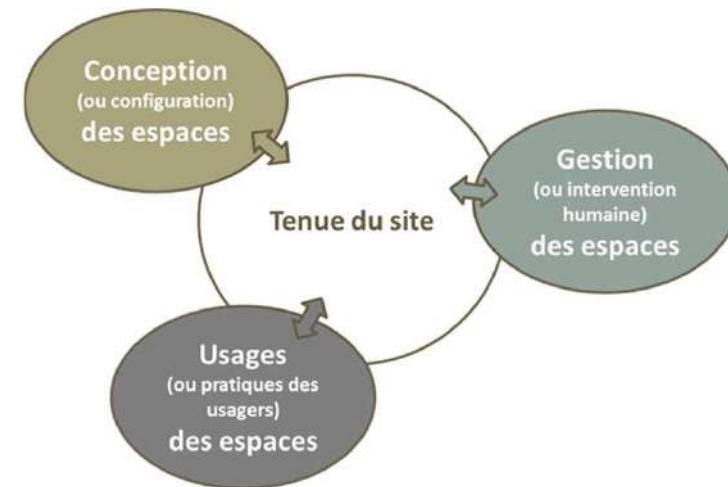 Conception
(ou configuration)
des espaces
Gestion
(ou intervention
humaine)
des espaces
Tenue du site
Usages
(ou pratiques des
usagers)
des espaces